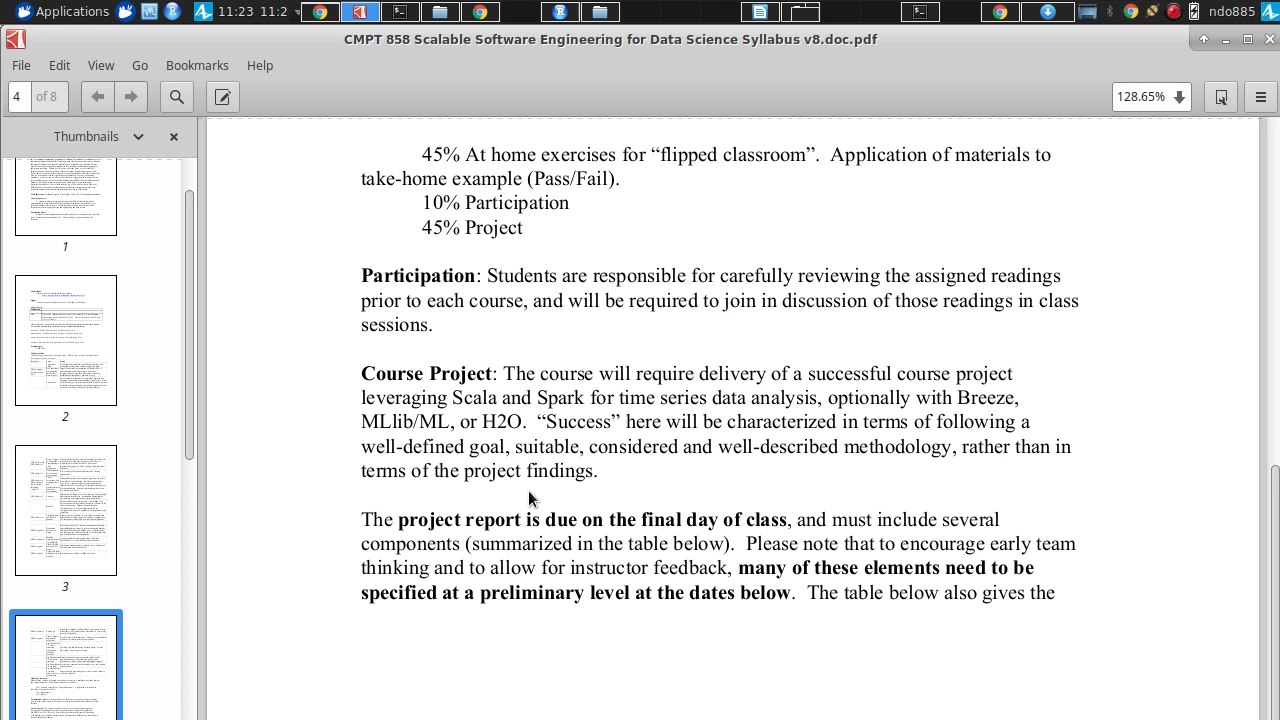 Applications 11:23 11:2 ndo885
CMPT 858 Scalable Software Engineering for Data Science Syllabus v8.doc.pdf
File Edit View Go Bookmarks Help
4 of 8 128.65%
Thumbnails
1
2
3
45% At home exercises for “flipped classroom”.  Application of materials to
take-home example (Pass/Fail).
10% Participation
45% Project
Participation: Students are responsible for carefully reviewing the assigned readings
prior to each course, and will be required to join in discussion of those readings in class
sessions.
Course Project: The course will require delivery of a successful course project
leveraging Scala and Spark for time series data analysis, optionally with Breeze,
MLlib/ML, or H2O.  “Success” here will be characterized in terms of following a
well-defined goal, suitable, considered and well-described methodology, rather than in
terms of the project findings.
The project report is due on the final day of class, and must include several
components (summarized in the table below).  Please note that to encourage early team
thinking and to allow for instructor feedback, many of these elements need to be
specified at a preliminary level at the dates below.  The table below also gives the